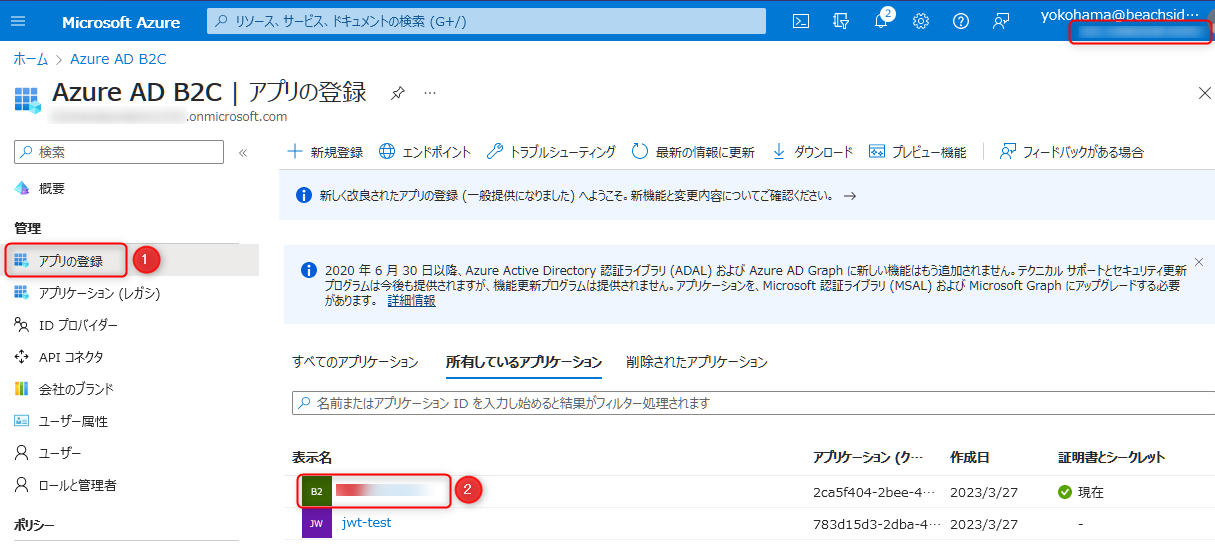 Microsoft Azure
リソース、サービス、ドキュメントの検索 (G+/)
2
yokohama@beachsid...
ホーム > Azure AD B2C
Azure AD B2C | アプリの登録
...
.onmicrosoft.com
検索
«
新規登録
エンドポイント
トラブルシューティング
最新の情報に更新
ダウンロード
プレビュー機能
フィードバックがある場合
概要
管理
アプリの登録
1
アプリケーション (レガシ)
ID プロバイダー
API コネクタ
会社のブランド
ユーザー属性
ユーザー
ロールと管理者
ポリシー
新しく改良されたアプリの登録 (一般提供になりました) へようこそ。新機能と変更内容についてご確認ください。 →
2020 年 6 月 30 日以降、Azure Active Directory 認証ライブラリ (ADAL) および Azure AD Graph に新しい機能はもう追加されません。テクニカル サポートとセキュリティ更新
プログラムは今後も提供されますが、機能更新プログラムは提供されません。アプリケーションを、Microsoft 認証ライブラリ (MSAL) および Microsoft Graph にアップグレードする必要
があります。 詳細情報
すべてのアプリケーション
所有しているアプリケーション
削除されたアプリケーション
名前またはアプリケーション ID を入力し始めると結果がフィルター処理されます
表示名 アプリケーション (ク... 作成日 証明書とシークレット
B2 2 2ca5f404-2bee-4... 2023/3/27 現在
JW jwt-test 783d15d3-2dba-4... 2023/3/27 -